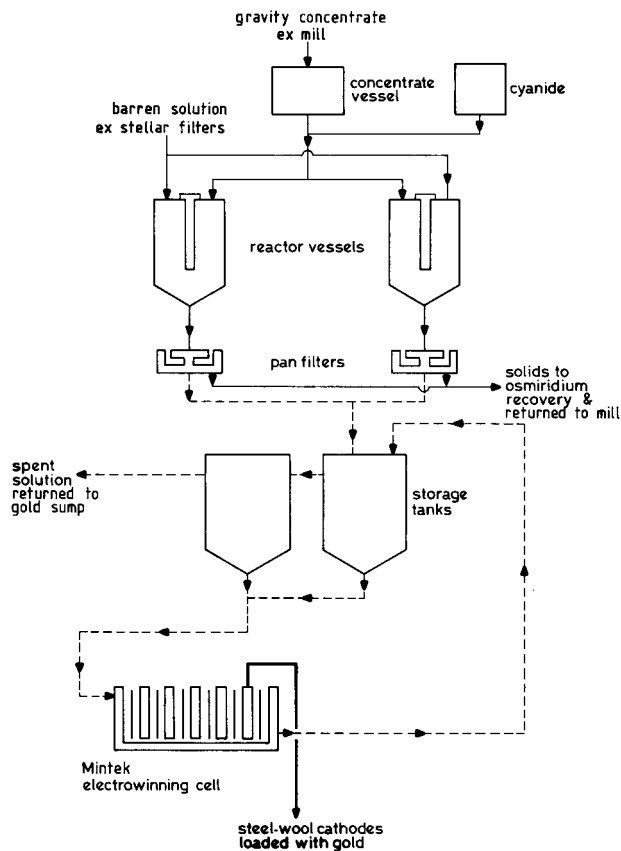 gravity concentrate
ex mill
concentrate
vessel
cyanide
barren solution
ex stellar filters
reactor vessels
pan filters
solids to
osmiridium
recovery &
returned to mill
spent
solution
returned to
gold sump
storage
tanks
Mintek
electrowinning cell
steel-wool cathodes
loaded with gold